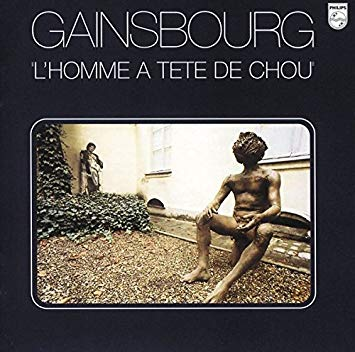 GAINSBOURG
"L'HOMME A TETE DE CHOU"
PHILIPS